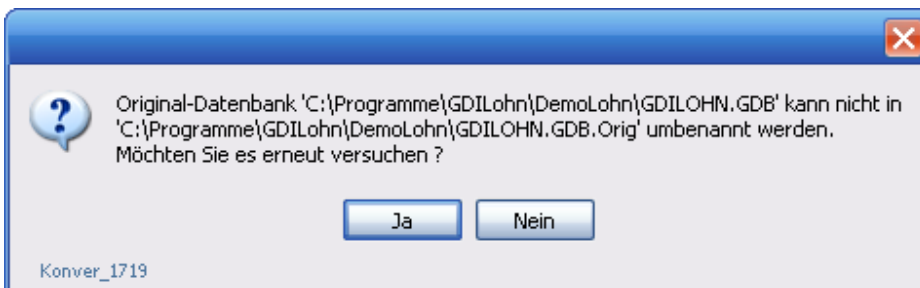 Original-Datenbank 'C:\Programme\GDILohn\DemoLohn\GDILOHN.GDB' kann nicht in
'C:\Programme\GDILohn\DemoLohn\GDILOHN.GDB.Orig' umbenannt werden.
Möchten Sie es erneut versuchen ?
Ja
Nein
Konver_1719